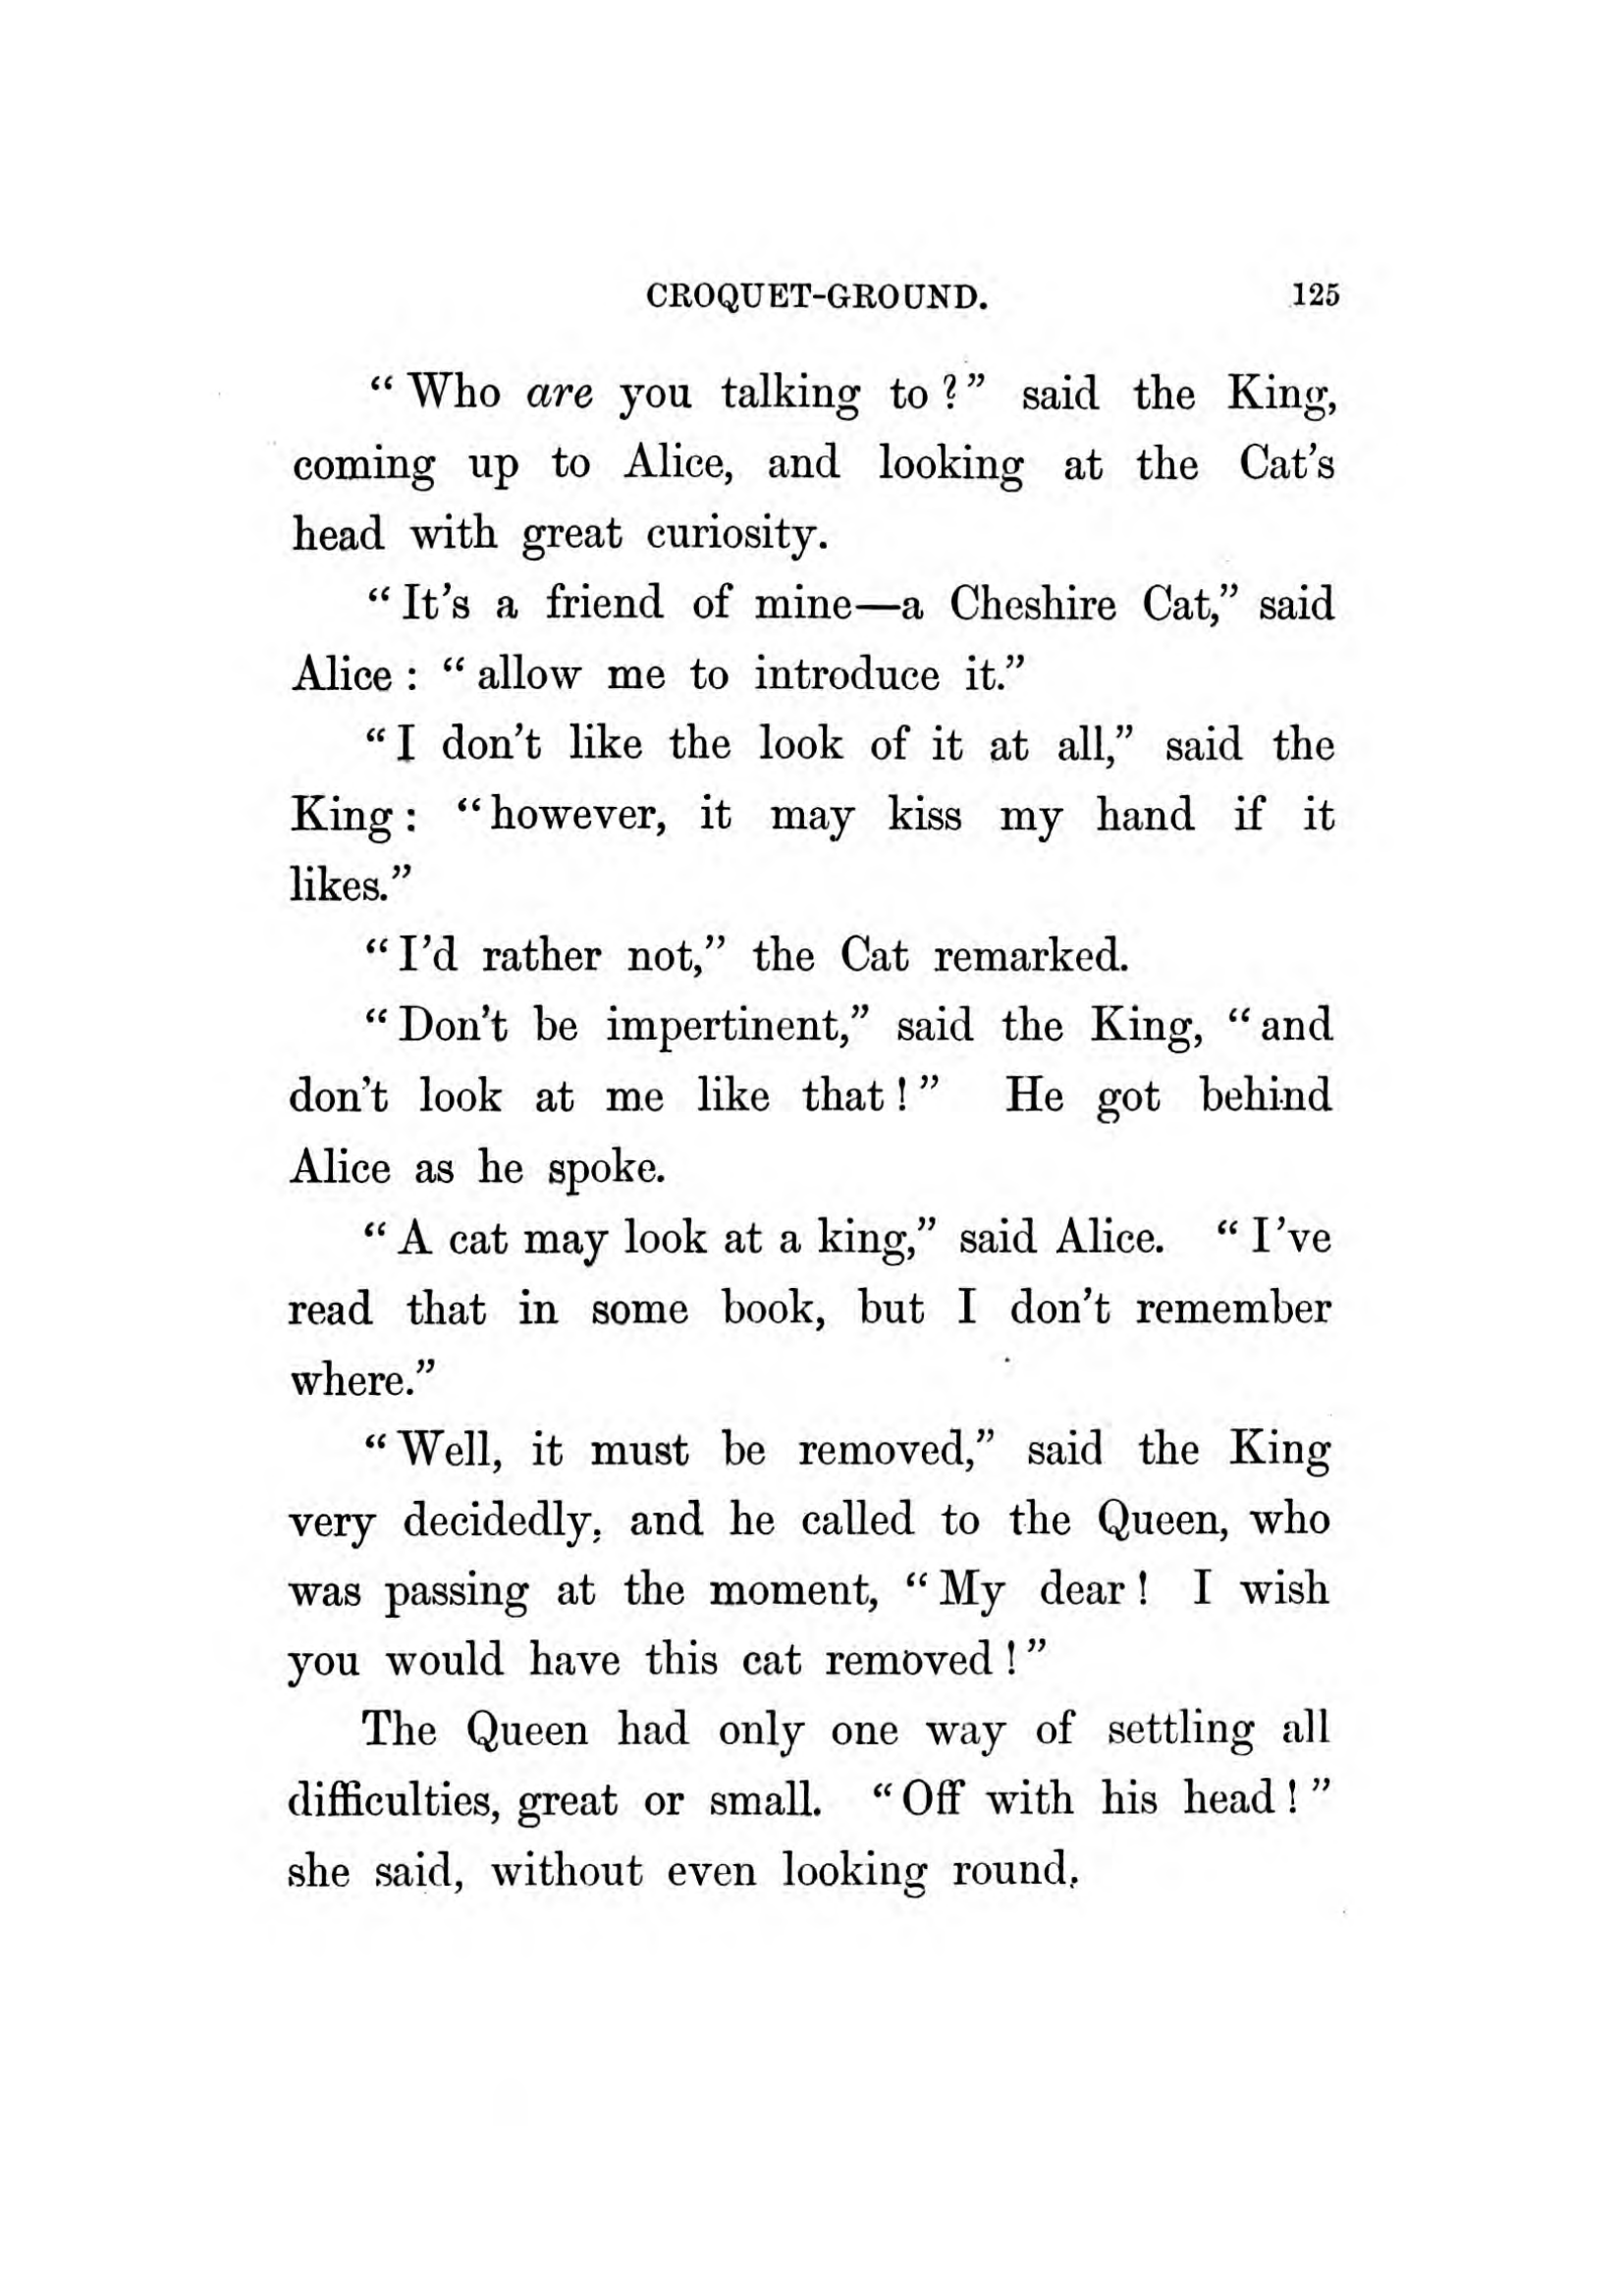 CROQUET-GROUND. 125
“Who are you talking to?” said the King,
coming up to Alice, and looking at the Cat’s
head with great curiosity.
“It’s a friend of mine—a Cheshire Cat,” said
Alice: “allow me to introduce it.”
“I don’t like the look of it at all,” said the
King: “however, it may kiss my hand if it
likes.”
“I’d rather not,” the Cat remarked.
“Don’t be impertinent,” said the King, “and
don’t look at me like that!” He got behind
Alice as he spoke.
“A cat may look at a king,” said Alice. “I’ve
read that in some book, but I don’t remember
where.”
“Well, it must be removed,” said the King
very decidedly, and he called to the Queen, who
was passing at the moment, “My dear! I wish
you would have this cat removed!”
The Queen had only one way of settling all
difficulties, great or small. “Off with his head!”
she said, without even looking round.